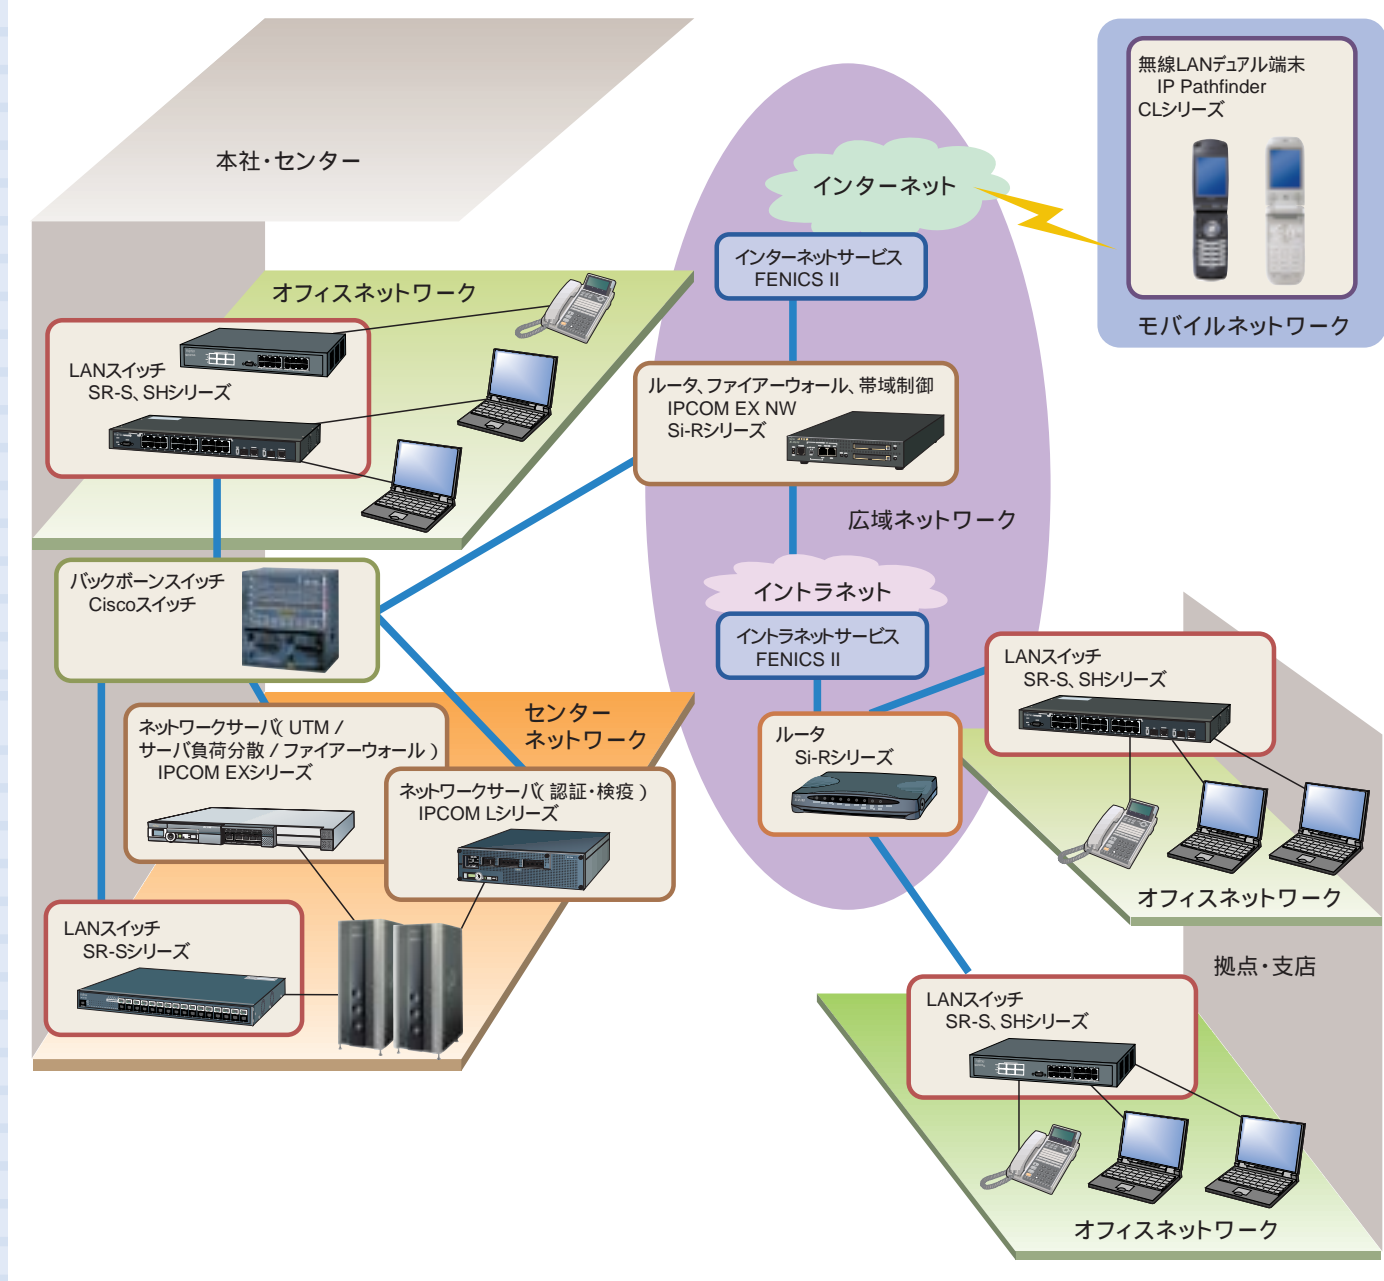 無線LANデュアル端末
IP Pathfinder
CLシリーズ
モバイルネットワーク
本社・センター
インターネット
インターネットサービス
FENICS II
オフィスネットワーク
LANスイッチ
SR-S、SHシリーズ
ルータ、ファイアーウォール、帯域制御
IPCOM EX NW
Si-Rシリーズ
広域ネットワーク
バックボーンスイッチ
Ciscoスイッチ
イントラネット
イントラネットサービス
FENICS II
LANスイッチ
SR-S、SHシリーズ
センター
ネットワーク
ネットワークサーバ（UTM /
サーバ負荷分散 / ファイアーウォール）
IPCOM EXシリーズ
ルータ
Si-Rシリーズ
ネットワークサーバ（認証・検疫）
IPCOM Lシリーズ
オフィスネットワーク
LANスイッチ
SR-Sシリーズ
拠点・支店
LANスイッチ
SR-S、SHシリーズ
オフィスネットワーク